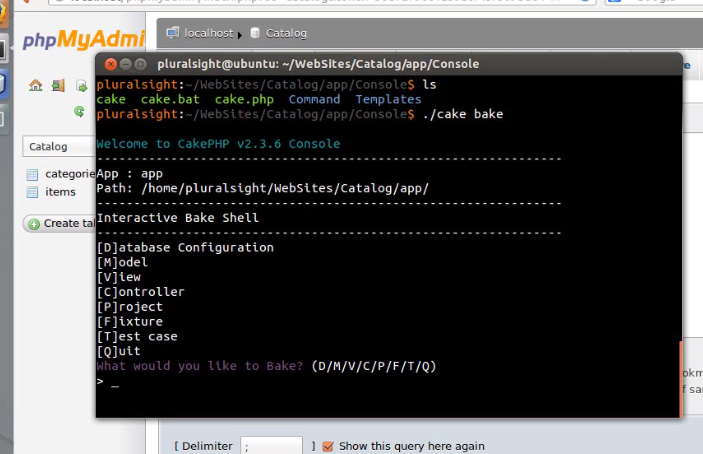 phpMyAdmi
localhost
Catalog
pluralsight@ubuntu: ~/WebSites/Catalog/app/Console
pluralsight:~/WebSites/Catalog/app/Console$ ls
cake cake.bat cake.php Command Templates
pluralsight:~/WebSites/Catalog/app/Console$ ./cake bake
Welcome to CakePHP v2.3.6 Console
---------------------------------------------------------------
App : app
Path: /home/pluralsight/WebSites/Catalog/app/
---------------------------------------------------------------
Interactive Bake Shell
---------------------------------------------------------------
[D]atabase Configuration
[M]odel
[V]iew
[C]ontroller
[P]roject
[F]ixture
[T]est case
[Q]uit
What would you like to Bake? (D/M/V/C/P/F/T/Q)
> _
Catalog
categorie
items
Create tal
[ Delimiter ; ] Show this query here again